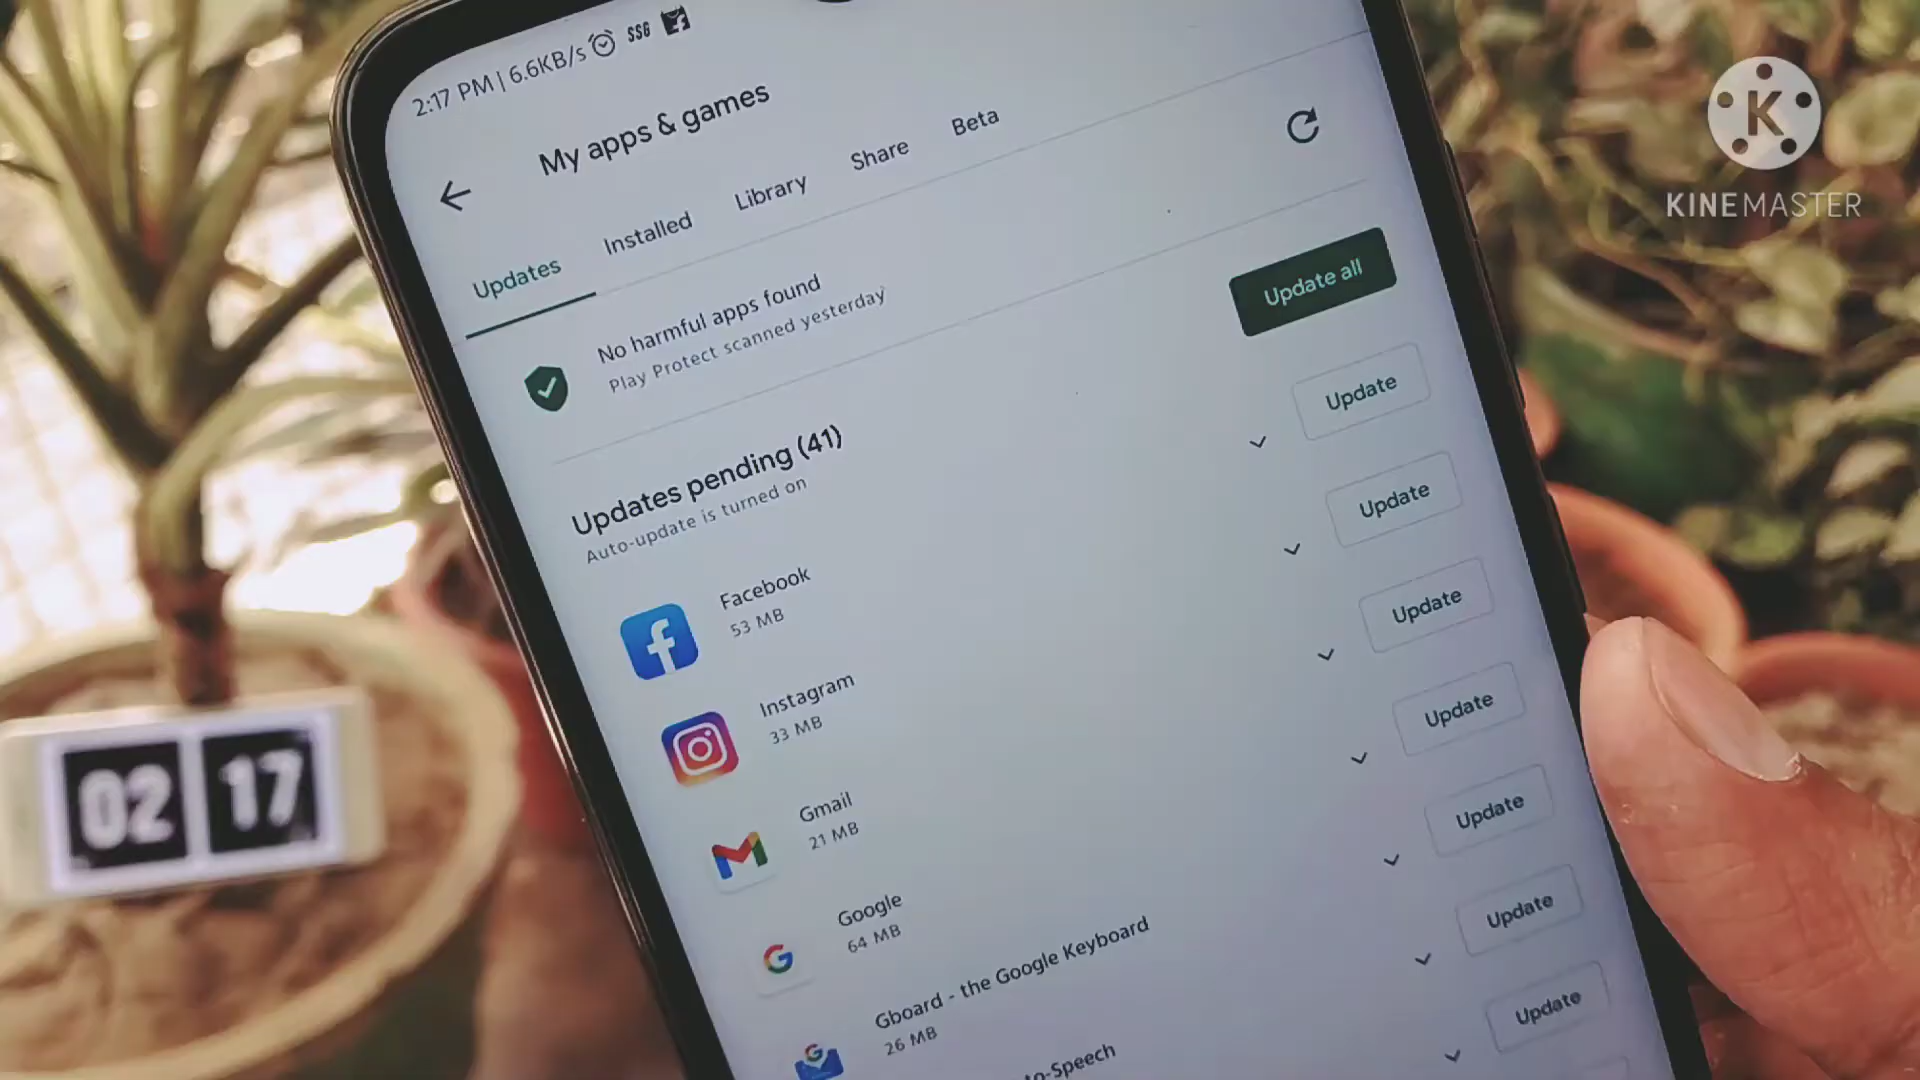 2:17 PM | 6.6KB/s
My apps & games
Updates Installed Library Share Beta
No harmful apps found
Play Protect scanned yesterday
Updates pending (41)
Auto-update is turned on
Update all
Facebook
53 MB
Update
Instagram
33 MB
Update
Gmail
21 MB
Update
Google
64 MB
Update
Gboard - the Google Keyboard
26 MB
Update
to-Speech
Update
Update
02 17
K
KINEMASTER